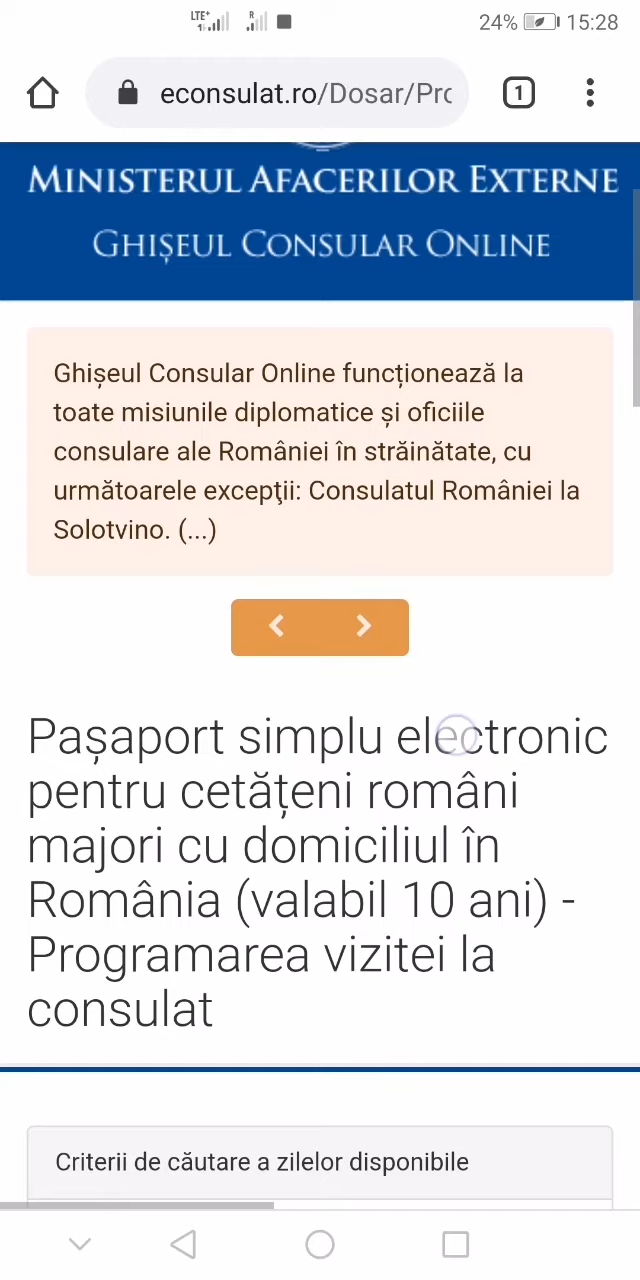 LTE+
R
24%
15:28
econsulat.ro/Dosar/Prc
1
MINISTERUL AFACERILOR EXTERNE
GHIȘEUL CONSULAR ONLINE
Ghișeul Consular Online funcționează la
toate misiunile diplomatice și oficiile
consulare ale României în străinătate, cu
următoarele excepţii: Consulatul României la
Solotvino. (...)
Pașaport simplu electronic
pentru cetățeni români
majori cu domiciliul în
România (valabil 10 ani) -
Programarea vizitei la
consulat
Criterii de căutare a zilelor disponibile